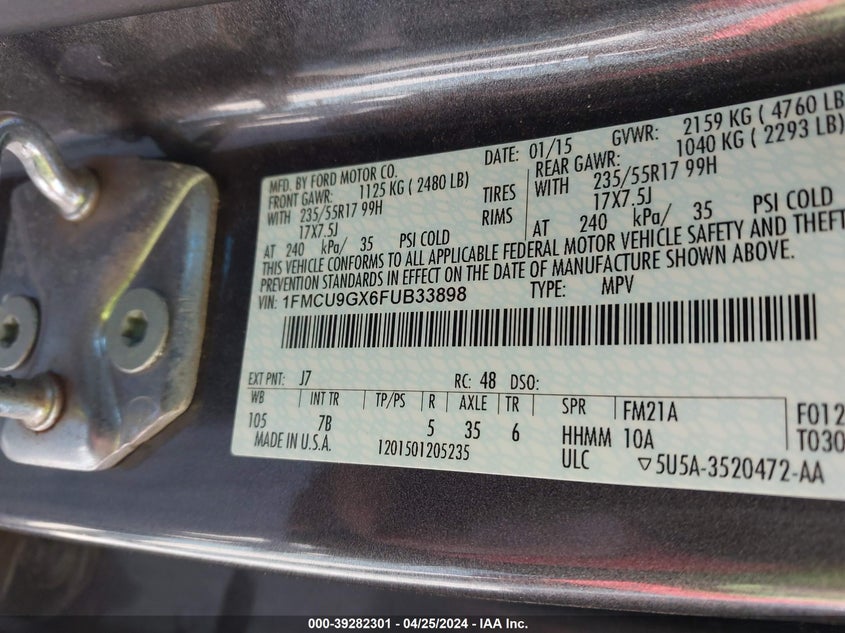 MFD. BY FORD MOTOR CO.
DATE: 01/15 GVWR: 2159 KG ( 4760 LB
FRONT GAWR: 1125 KG ( 2480 LB) REAR GAWR: 1040 KG ( 2293 LB)
WITH 235/55R17 99H TIRES WITH 235/55R17 99H
17X7.5J RIMS 17X7.5J
AT 240 kPa/ 35 PSI COLD AT 240 kPa/ 35 PSI COLD
THIS VEHICLE CONFORMS TO ALL APPLICABLE FEDERAL MOTOR VEHICLE SAFETY AND THEFT
PREVENTION STANDARDS IN EFFECT ON THE DATE OF MANUFACTURE SHOWN ABOVE.
VIN: 1FMCU9GX6FUB33898 TYPE: MPV
EXT PNT: J7 RC: 48 DSO:
WB INT TR TP/PS R AXLE TR SPR FM21A F012
105 7B 5 35 6 HHMM 10A T030
MADE IN U.S.A. 1201501205235 ULC ▽5U5A-3520472-AA
000-39282301 - 04/25/2024 - IAA Inc.